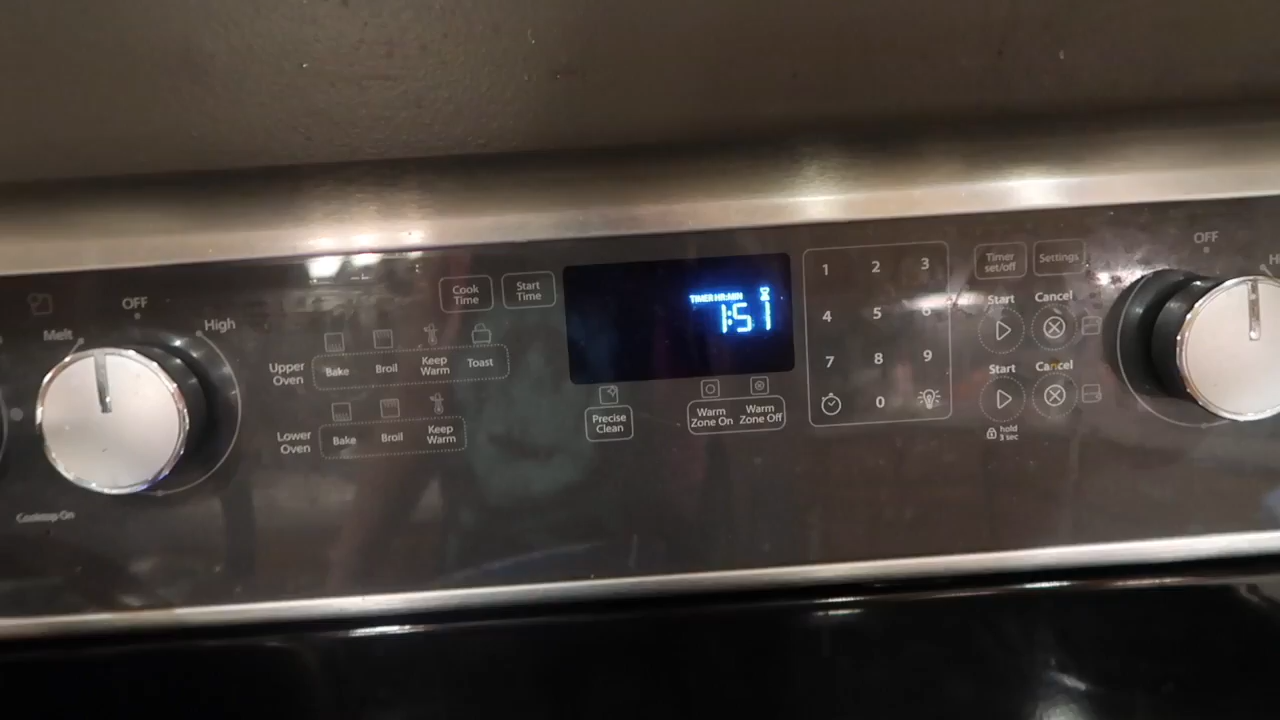 OFF
Melt
High
Cooktop On
Cook
Time
Start
Time
Upper
Oven
Bake
Broil
Keep
Warm
Toast
Lower
Oven
Bake
Broil
Keep
Warm
TIMER HR:MIN
1:51
Precise
Clean
Warm
Zone On
Warm
Zone Off
1 2 3
4 5 6
7 8 9
0
Timer
set/off
Settings
Start
Cancel
Start
Cancel
hold
3 sec
OFF